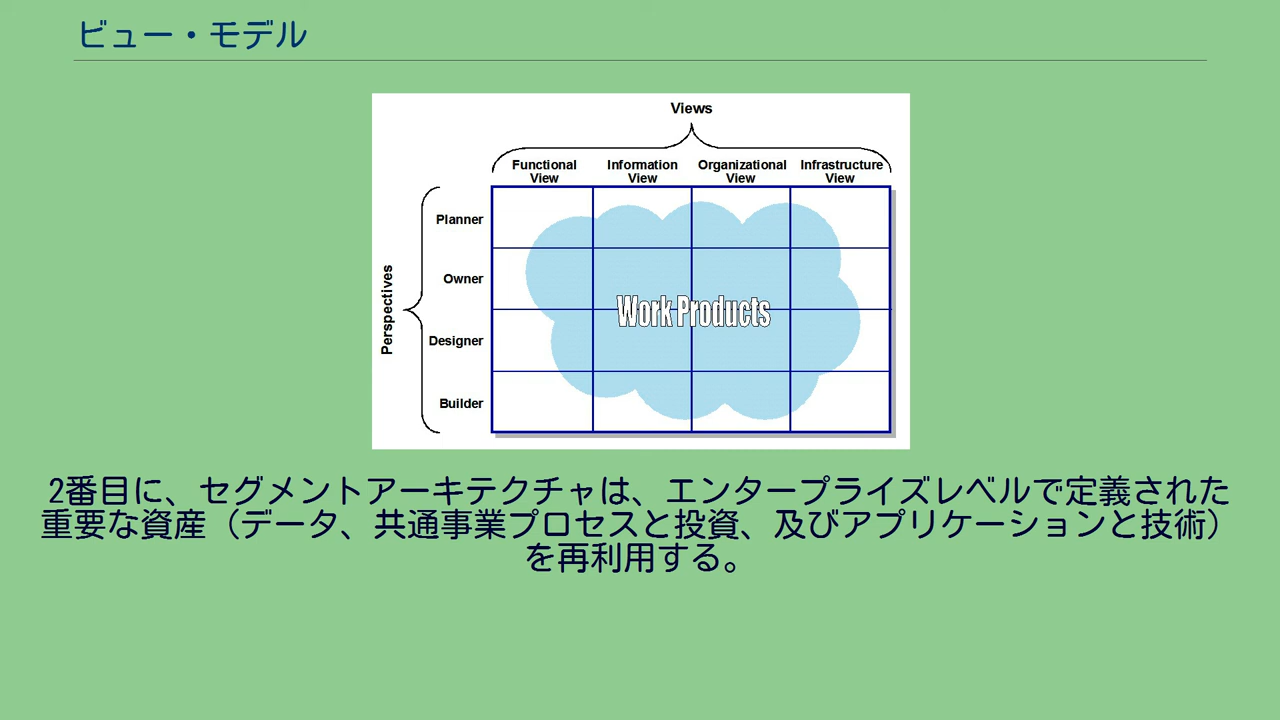 ビュー・モデル
Views
Functional View
Information View
Organizational View
Infrastructure View
Perspectives
Planner
Owner
Designer
Builder
Work Products
2番目に、セグメントアーキテクチャは、エンタープライズレベルで定義された
重要な資産（データ、共通事業プロセスと投資、及びアプリケーションと技術）
を再利用する。